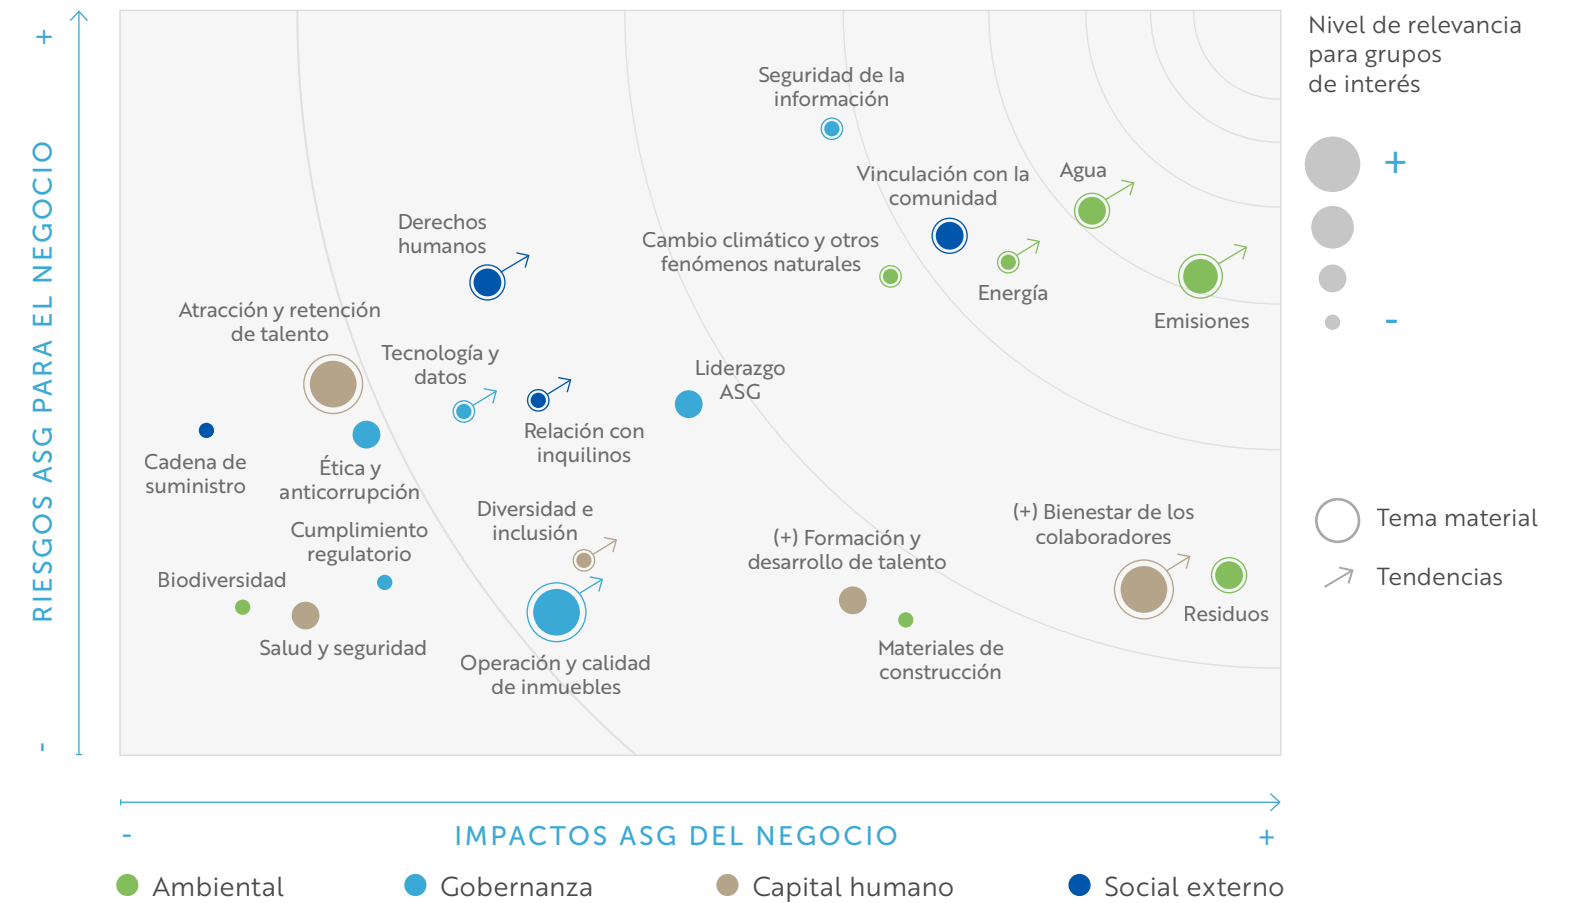 +
RIESGOS ASG PARA EL NEGOCIO
-
Seguridad de la
información
Vinculación con la
comunidad
Agua
Derechos
humanos
Cambio climático y otros
fenómenos naturales
Energía
Emisiones
Atracción y retención
de talento
Tecnología y
datos
Liderazgo
ASG
Relación con
inquilinos
Cadena de
suministro
Ética y
anticorrupción
Diversidad e
inclusión
Cumplimiento
regulatorio
(+) Formación y
desarrollo de talento
(+) Bienestar de los
colaboradores
Biodiversidad
Salud y seguridad
Residuos
Operación y calidad
de inmuebles
Materiales de
construcción
Nivel de relevancia
para grupos
de interés
+
-
Tema material
Tendencias
-
IMPACTOS ASG DEL NEGOCIO
+
Ambiental
Gobernanza
Capital humano
Social externo